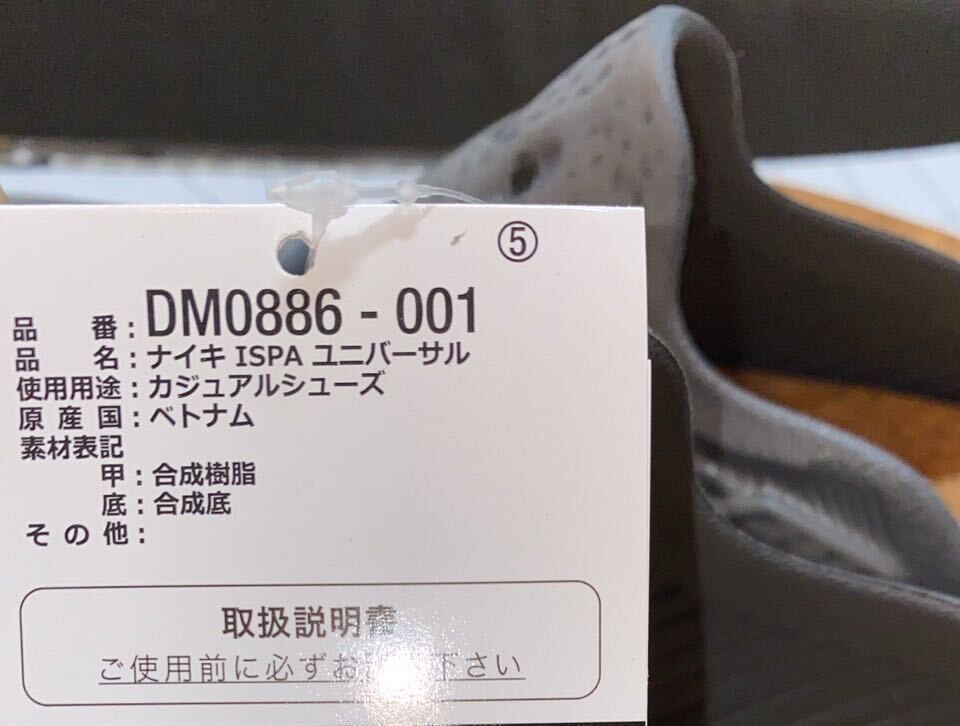 ⑤
品　番：DM0886 - 001
品　名：ナイキ ISPA ユニバーサル
使用用途：カジュアルシューズ
原 産 国：ベトナム
素材表記
甲：合成樹脂
底：合成底
そ の 他：
取扱説明書
ご使用前に必ずお 下さい